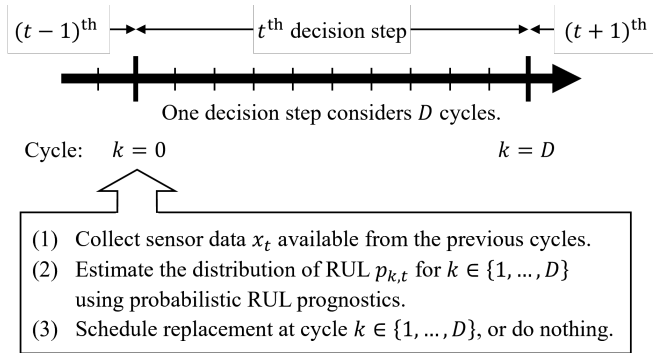 (t − 1)ᵗʰ tᵗʰ decision step (t + 1)ᵗʰ
One decision step considers D cycles.
Cycle: k = 0 k = D
(1) Collect sensor data xₜ available from the previous cycles.
(2) Estimate the distribution of RUL pₖ,ₜ for k ∈ {1, … , D}
using probabilistic RUL prognostics.
(3) Schedule replacement at cycle k ∈ {1, … , D}, or do nothing.